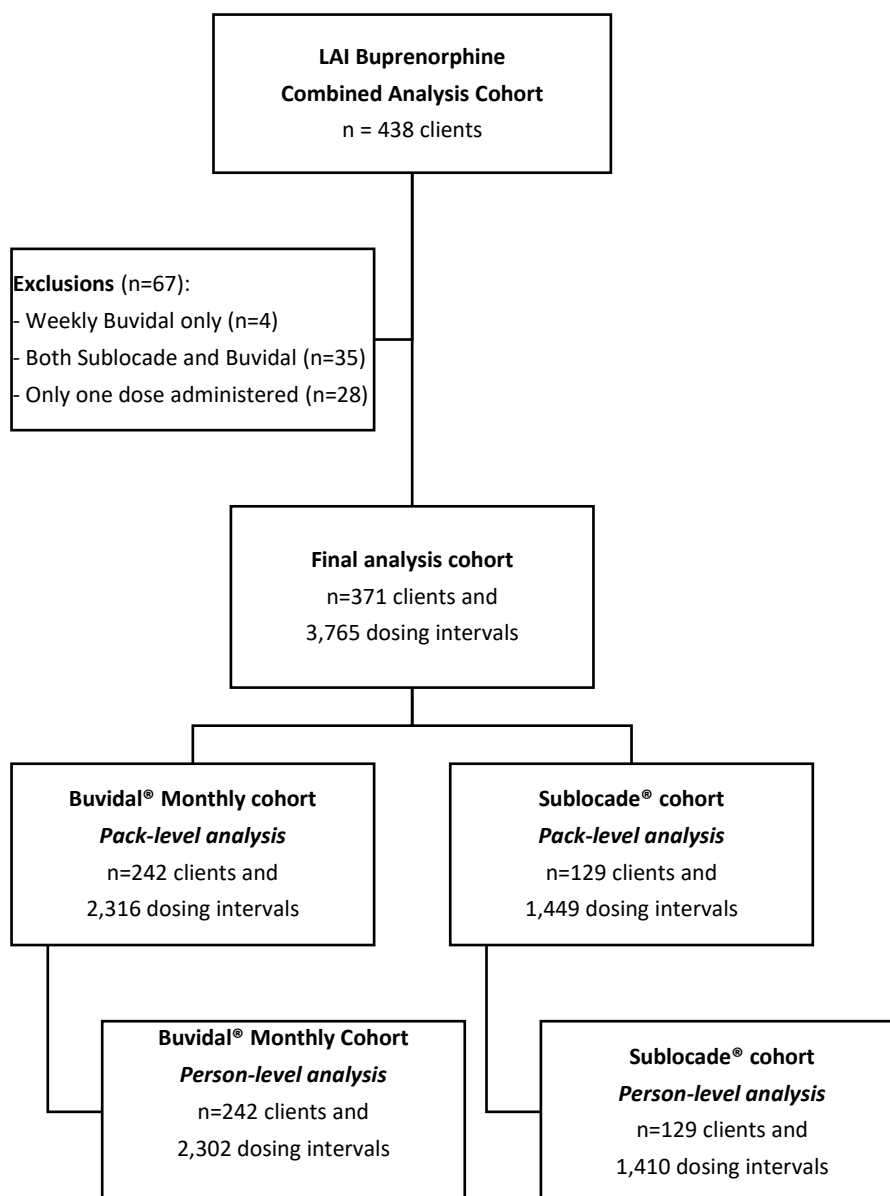 LAI Buprenorphine
Combined Analysis Cohort
n = 438 clients
Exclusions (n=67):
- Weekly Buvidal only (n=4)
- Both Sublocade and Buvidal (n=35)
- Only one dose administered (n=28)
Final analysis cohort
n=371 clients and
3,765 dosing intervals
Buvidal® Monthly cohort
Pack-level analysis
n=242 clients and
2,316 dosing intervals
Sublocade® cohort
Pack-level analysis
n=129 clients and
1,449 dosing intervals
Buvidal® Monthly Cohort
Person-level analysis
n=242 clients and
2,302 dosing intervals
Sublocade® cohort
Person-level analysis
n=129 clients and
1,410 dosing intervals